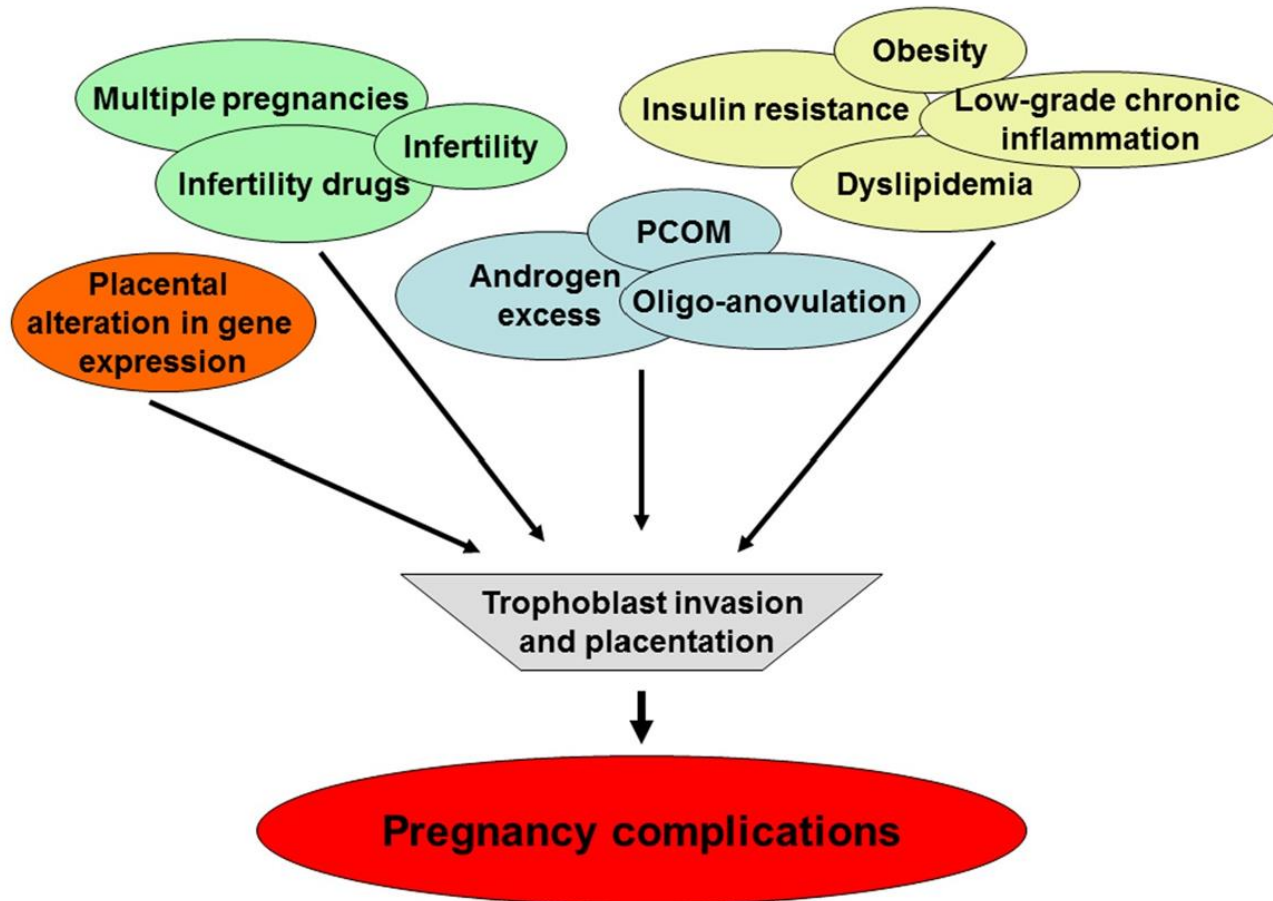 Multiple pregnancies
Infertility
Infertility drugs
Obesity
Insulin resistance
Low-grade chronic
inflammation
Dyslipidemia
PCOM
Androgen
excess
Oligo-anovulation
Placental
alteration in gene
expression
Trophoblast invasion
and placentation
Pregnancy complications